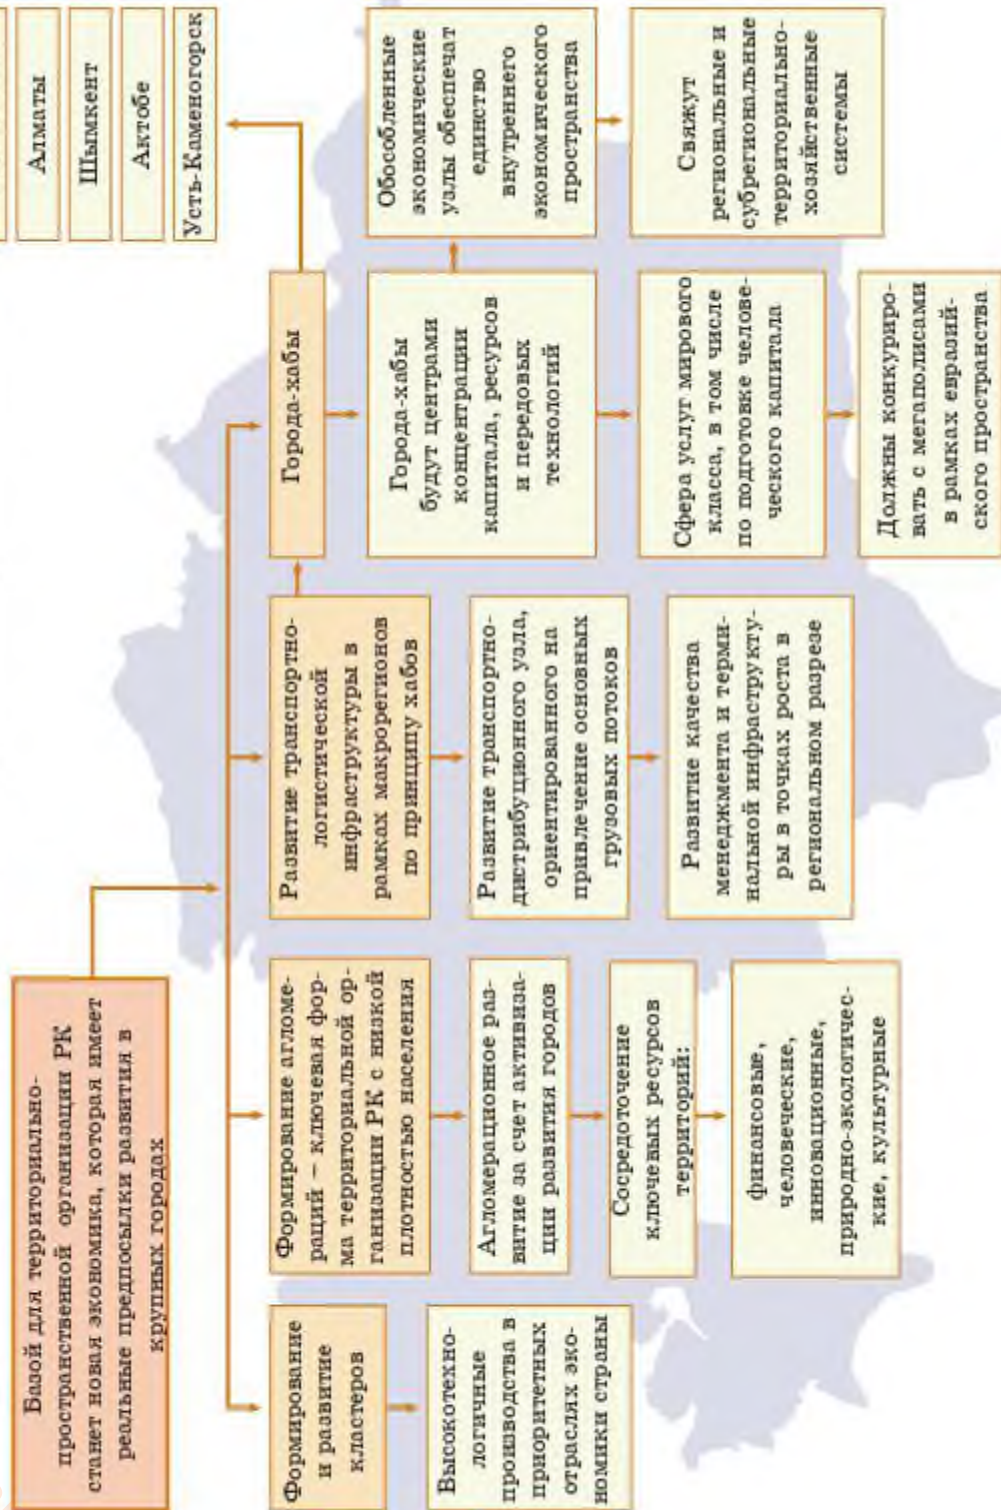 Базой для территориально-
пространственной организации РК
станет новая экономика, которая имеет
реальные предпосылки развития в
крупных городах
Формирование
и развитие
кластеров
Высокотехно-
логичные
производства в
приоритетных
отраслях эко-
номики страны
Формирование агломе-
раций – ключевая фор-
ма территориальной ор-
ганизации РК с низкой
плотностью населения
Агломерационное раз-
витие за счет активиза-
ции развития городов
Сосредоточение
ключевых ресурсов
территорий:
финансовые,
человеческие,
инновационные,
природно-экологичес-
кие, культурные
Развитие транспортно-
логистической
инфраструктуры в
рамках макрорегионов
по принципу хабов
Развитие транспортно-
дистрибуционного узла,
ориентированного на
привлечение основных
грузовых потоков
Развитие качества
менеджмента и терми-
нальной инфраструкту-
ры в точках роста в
региональном разрезе
Города-хабы
Города-хабы
будут центрами
концентрации
капитала, ресурсов
и передовых
технологий
Сфера услуг мирового
класса, в том числе
по подготовке челове-
ческого капитала
Должны конкуриро-
вать с мегаполисами
в рамках евразий-
ского пространства
Алматы
Шымкент
Актобе
Усть-Каменогорск
Обособленные
экономические
узлы обеспечат
единство
внутреннего
экономического
пространства
Свяжут
региональные и
субрегиональные
территориально-
хозяйственные
системы